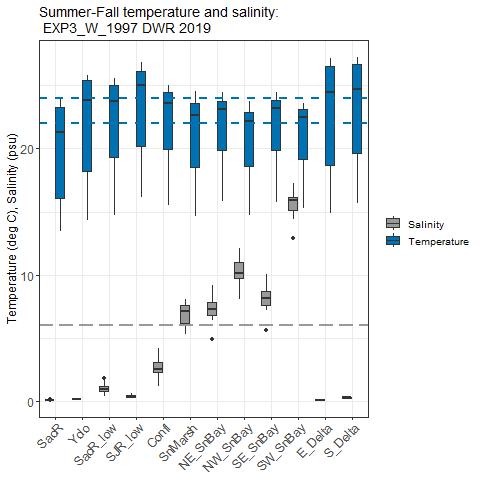 Summer-Fall temperature and salinity:
EXP3_W_1997 DWR 2019
Temperature (deg C), Salinity (psu)
20
10
0
Salinity
Temperature
SacR
Yolo
SacR_low
SJR_low
Confl
SnMarsh
NE_SnBay
NW_SnBay
SE_SnBay
SW_SnBay
E_Delta
S_Delta